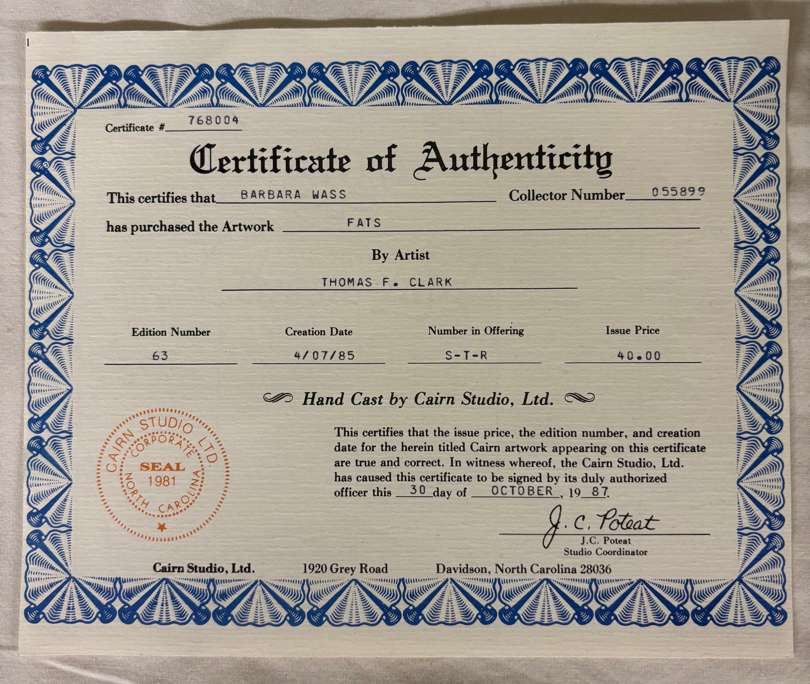 Certificate # 768004
Certificate of Authenticity
This certifies that BARBARA WASS Collector Number 055899
has purchased the Artwork FATS
By Artist
THOMAS F. CLARK
Edition Number Creation Date Number in Offering Issue Price
63 4/07/85 S-T-R 40.00
Hand Cast by Cairn Studio, Ltd.
This certifies that the issue price, the edition number, and creation
date for the herein titled Cairn artwork appearing on this certificate
are true and correct. In witness whereof, the Cairn Studio, Ltd.
has caused this certificate to be signed by its duly authorized
officer this 30 day of OCTOBER, 19 87.
CAIRN STUDIO LTD.
CORPORATE
SEAL
1981
NORTH CAROLINA
J. C. Poteat
J.C. Poteat
Studio Coordinator
Cairn Studio, Ltd. 1920 Grey Road Davidson, North Carolina 28036